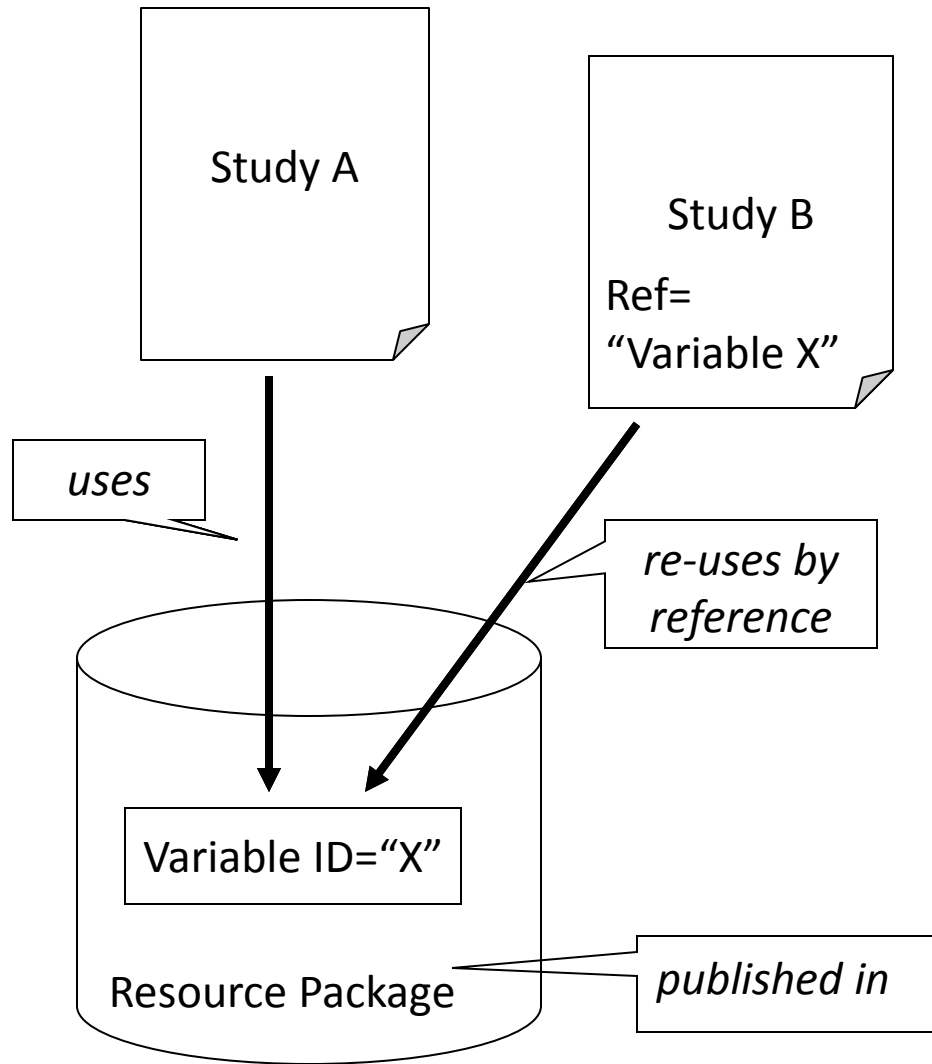 Study A
Study B
Ref=
“Variable X”
uses
re-uses by
reference
Variable ID=“X”
Resource Package
published in